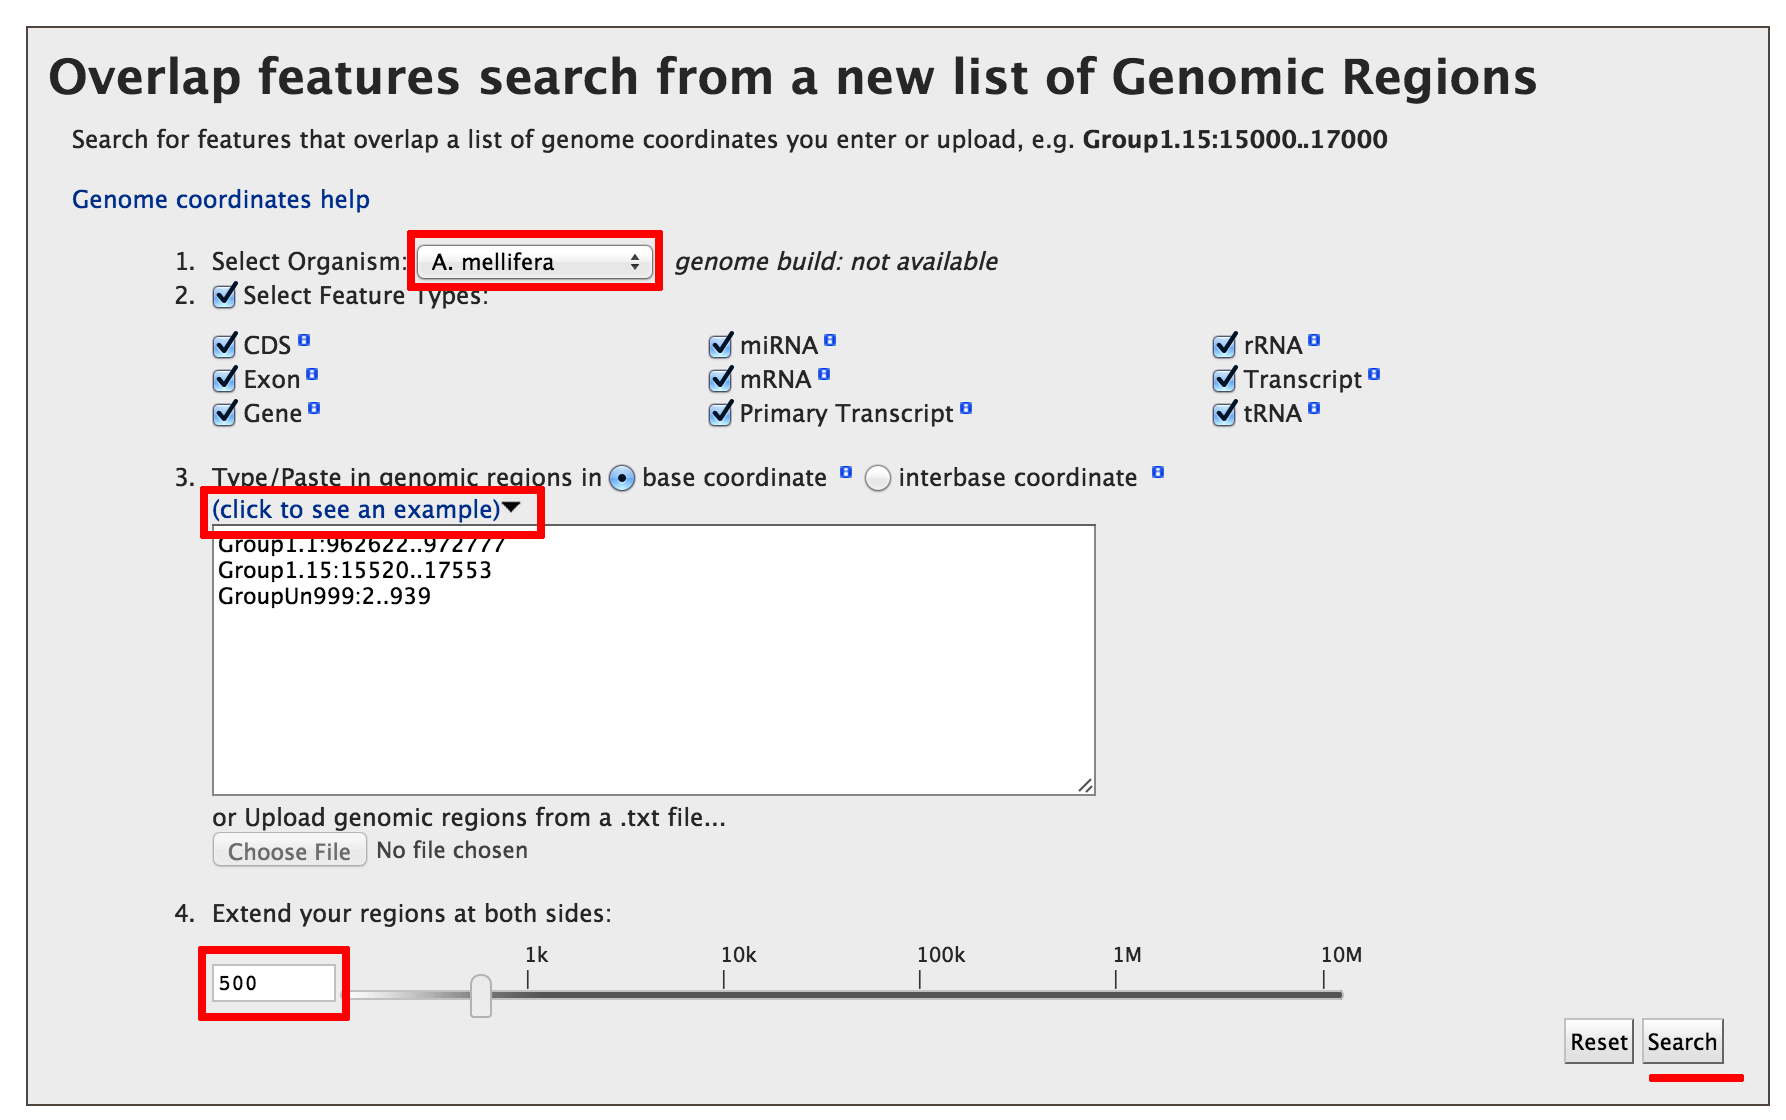 Overlap features search from a new list of Genomic Regions
Search for features that overlap a list of genome coordinates you enter or upload, e.g. Group1.15:15000..17000
Genome coordinates help
1. Select Organism: A. mellifera genome build: not available
2. Select Feature Types:
CDS miRNA rRNA
Exon mRNA Transcript
Gene Primary Transcript tRNA
3. Type/Paste in genomic regions in base coordinate interbase coordinate
(click to see an example)
Group1.1:962622..972777
Group1.15:15520..17553
GroupUn999:2..939
or Upload genomic regions from a .txt file...
Choose File No file chosen
4. Extend your regions at both sides:
1k 10k 100k 1M 10M
500
Reset Search